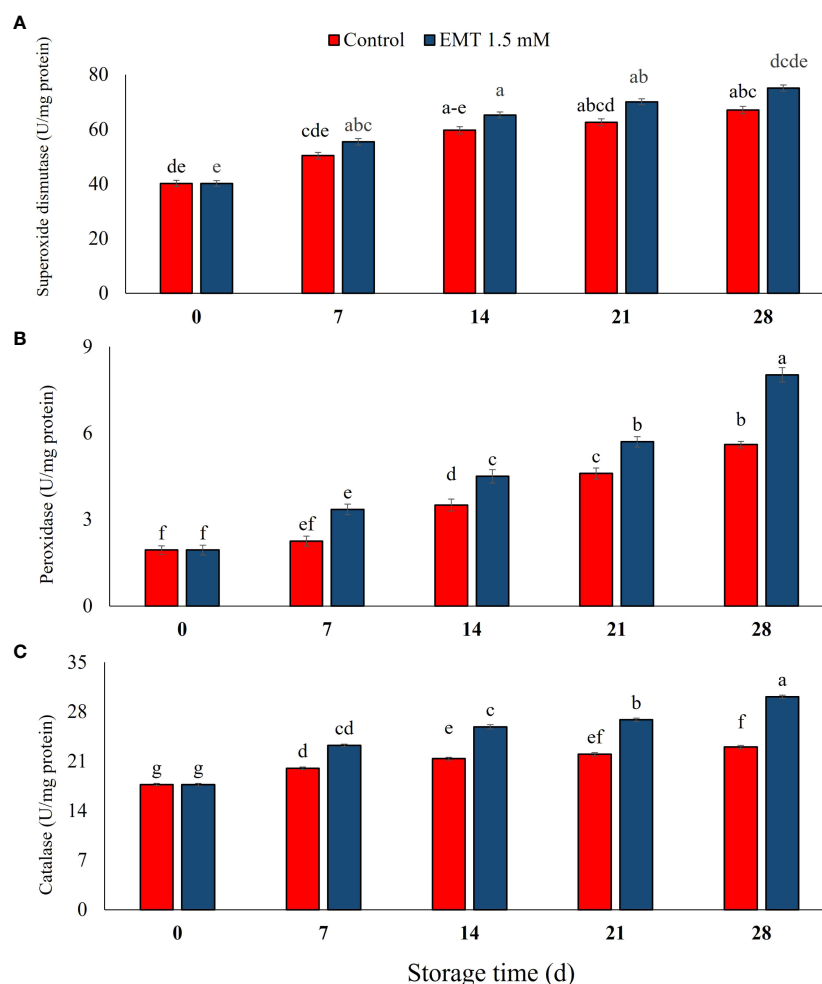 A
Control EMT 1.5 mM
Superoxide dismutase (U/mg protein)
80
60
40
20
0
de e cde abc a-e a abcd ab abc dcde
0 7 14 21 28
B
Peroxidase (U/mg protein)
9
6
3
0
f f ef e d c c b b a
0 7 14 21 28
C
Catalase (U/mg protein)
35
28
21
14
7
0
g g d cd e c ef b f a
0 7 14 21 28
Storage time (d)